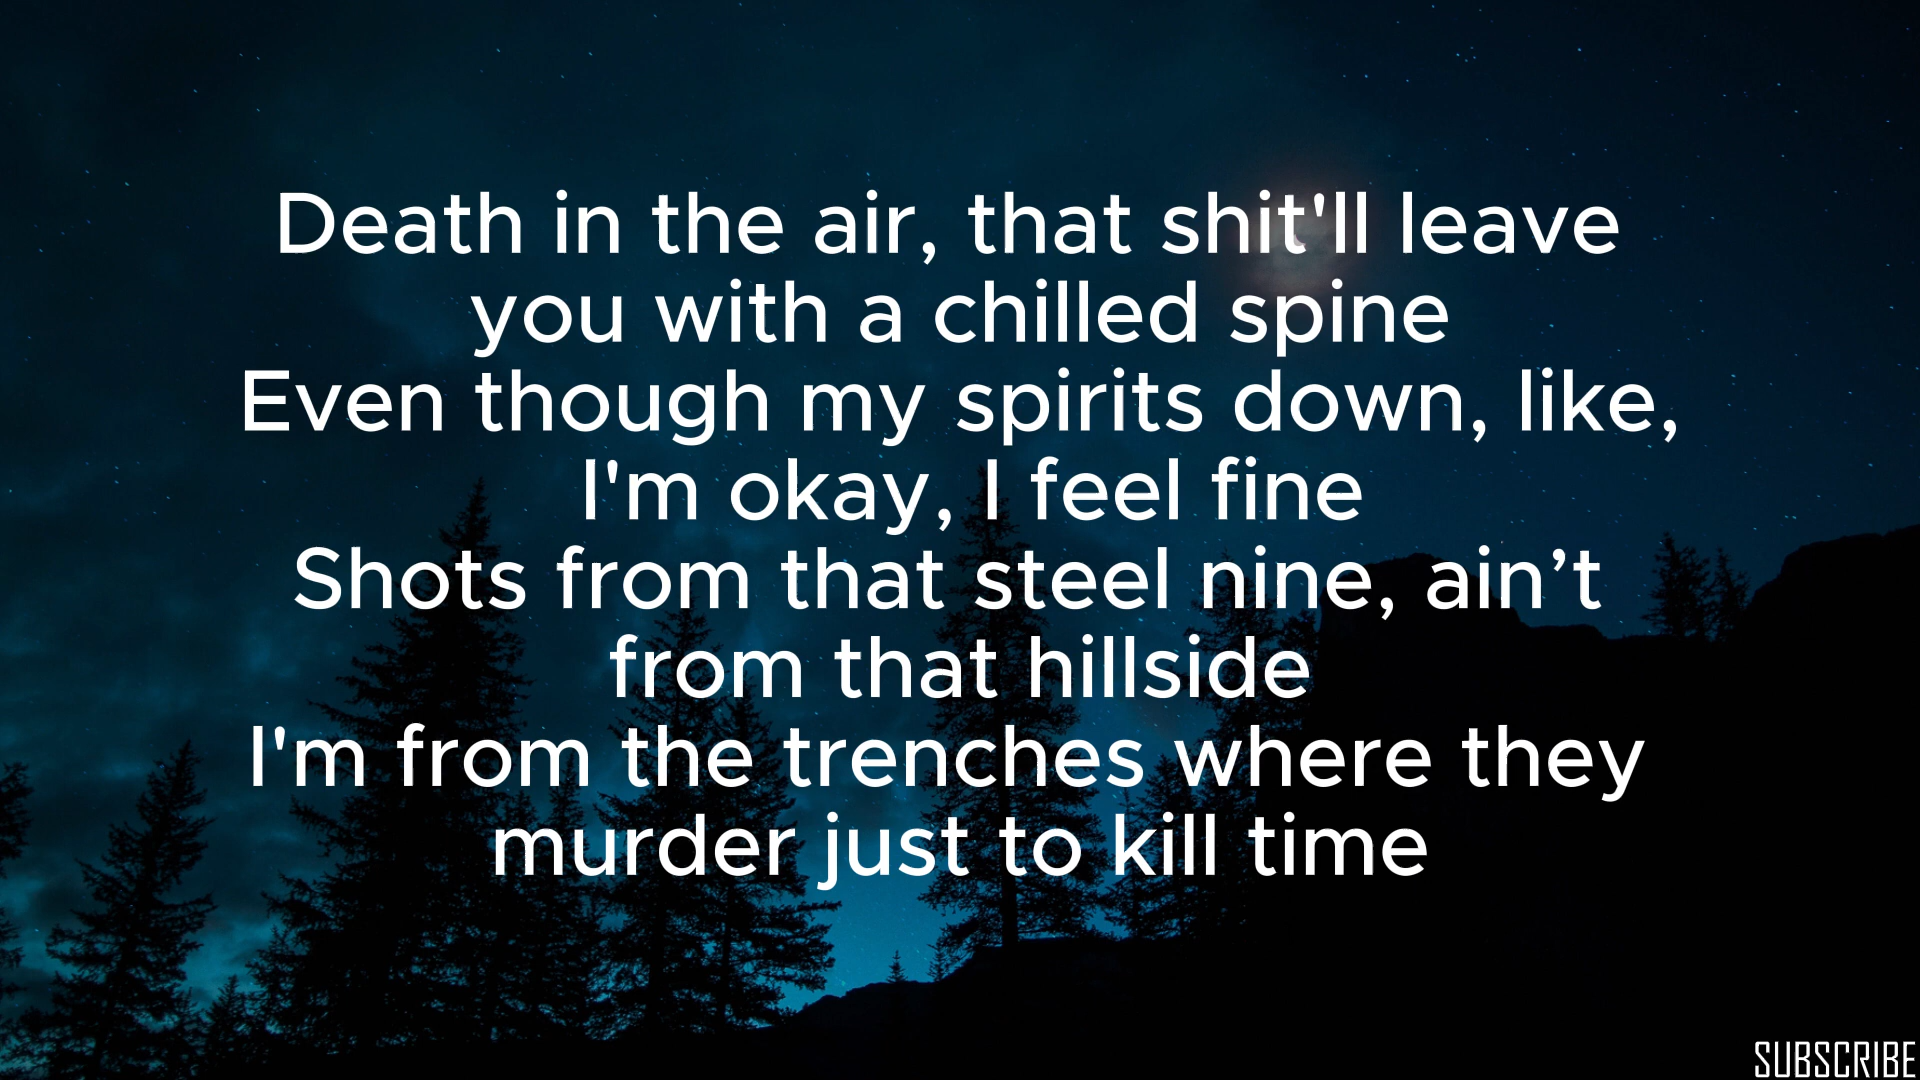 Death in the air, that shit'll leave
you with a chilled spine
Even though my spirits down, like,
I'm okay, I feel fine
Shots from that steel nine, ain’t
from that hillside
I'm from the trenches where they
murder just to kill time
SUBSCRIBE